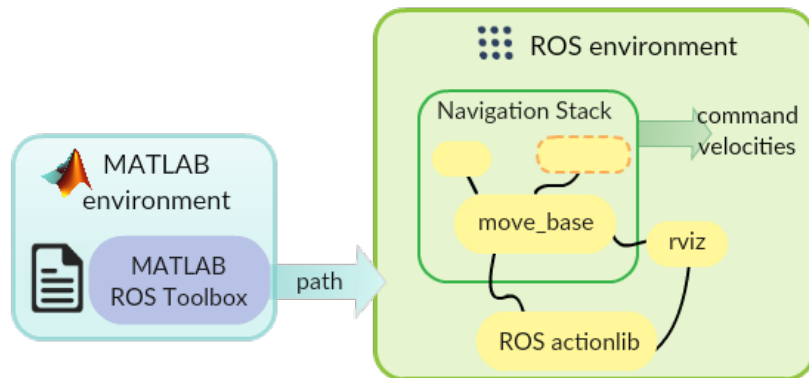 ROS environment
Navigation Stack
command
velocities
MATLAB
environment
move_base
rviz
MATLAB
ROS Toolbox
path
ROS actionlib